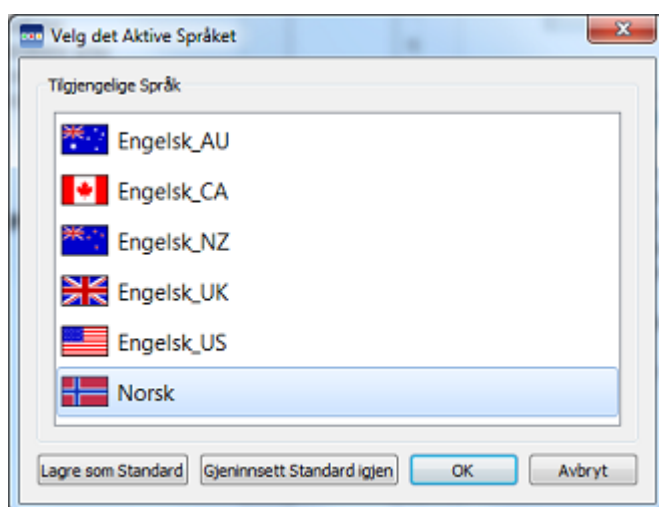 Velg det Aktive Språket
Tilgjengelige Språk
Engelsk_AU
Engelsk_CA
Engelsk_NZ
Engelsk_UK
Engelsk_US
Norsk
Lagre som Standard Gjeninnsett Standard igjen OK Avbryt